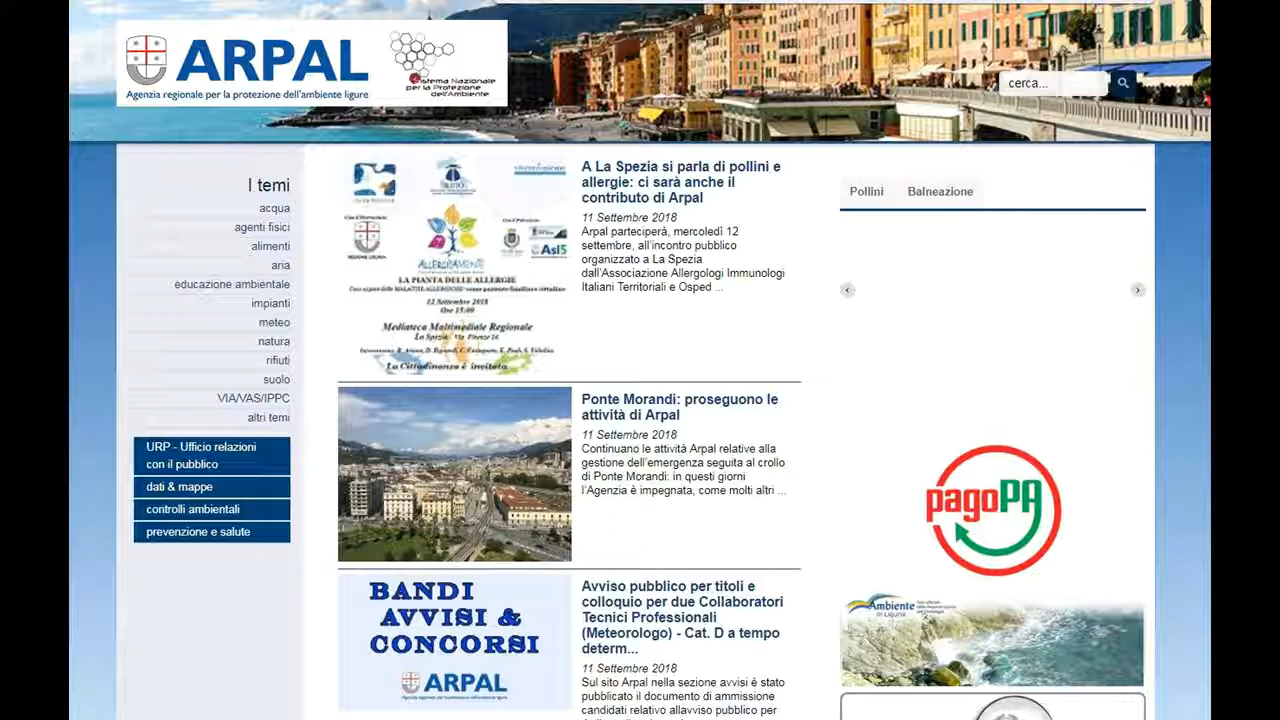 ARPAL
Agenzia regionale per la protezione dell'ambiente ligure
Sistema Nazionale
per la Protezione
dell'Ambiente
cerca...
I temi
acqua
agenti fisici
alimenti
aria
educazione ambientale
impianti
meteo
natura
rifiuti
suolo
VIA/VAS/IPPC
altri temi
URP - Ufficio relazioni
con il pubblico
dati & mappe
controlli ambientali
prevenzione e salute
REGIONE LIGURIA
Asl5
ALLERGICAMENTE
LA PIANTA DELLE ALLERGIE
12 Settembre 2018
Ore 15:00
Mediateca Multimediale Regionale
La Spezia, Via Firenze
La Cittadinanza è invitata
A La Spezia si parla di pollini e
allergie: ci sarà anche il
contributo di Arpal
11 Settembre 2018
Arpal parteciperà, mercoledì 12
settembre, all'incontro pubblico
organizzato a La Spezia
dall'Associazione Allergologi Immunologi
Italiani Territoriali e Osped ...
Ponte Morandi: proseguono le
attività di Arpal
11 Settembre 2018
Continuano le attività Arpal relative alla
gestione dell'emergenza seguita al crollo
di Ponte Morandi: in questi giorni
l'Agenzia è impegnata, come molti altri ...
BANDI
AVVISI &
CONCORSI
ARPAL
Avviso pubblico per titoli e
colloquio per due Collaboratori
Tecnici Professionali
(Meteorologo) - Cat. D a tempo
determ...
11 Settembre 2018
Sul sito Arpal nella sezione avvisi è stato
pubblicato il documento di ammissione
candidati relativo allavviso pubblico per
Pollini Balneazione
pagoPA
Ambiente
in Liguria